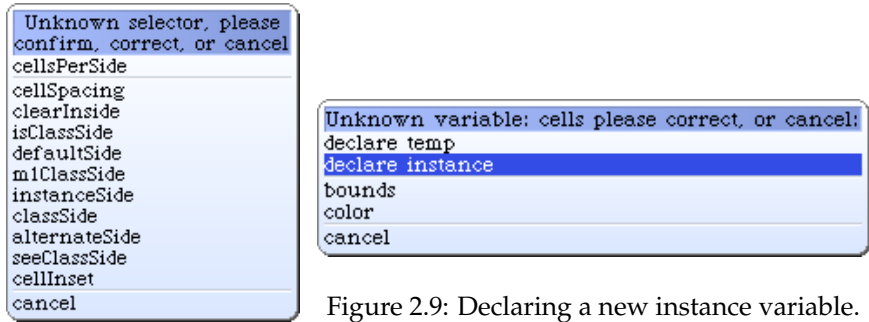 Unknown selector, please
confirm, correct, or cancel
cellsPerSide
cellSpacing
clearInside
isClassSide
defaultSide
m1ClassSide
instanceSide
classSide
alternateSide
seeClassSide
cellInset
cancel
Unknown variable: cells please correct, or cancel:
declare temp
declare instance
bounds
color
cancel
Figure 2.9: Declaring a new instance variable.